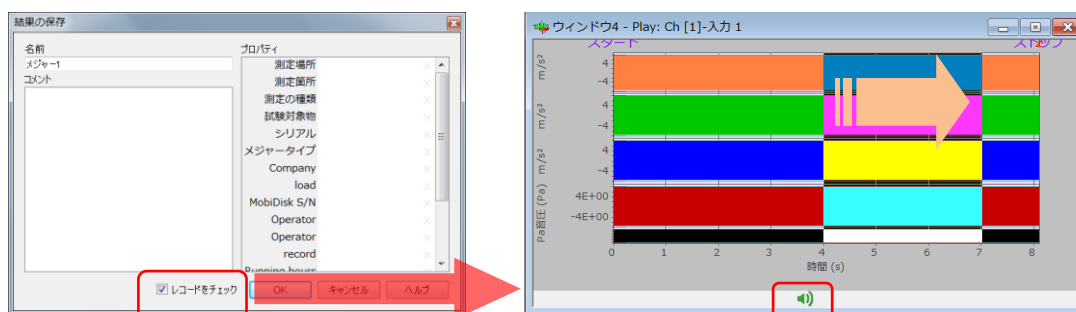 結果の保存
名前
メジャー1
コメント
プロパティ
測定場所
測定箇所
測定の種類
試験対象物
シリアル
メジャータイプ
Company
load
MobiDisk S/N
Operator
Operator
record
Running hours
レコードをチェック
OK
キャンセル
ヘルプ
ウィンドウ4 - Play: Ch [1]-入力 1
スタート
ストップ
m/s²
4
-4
m/s²
4
-4
m/s²
4
-4
Pa音圧 (Pa)
4E+00
-4E+00
0 1 2 3 4 5 6 7 8
時間 (s)